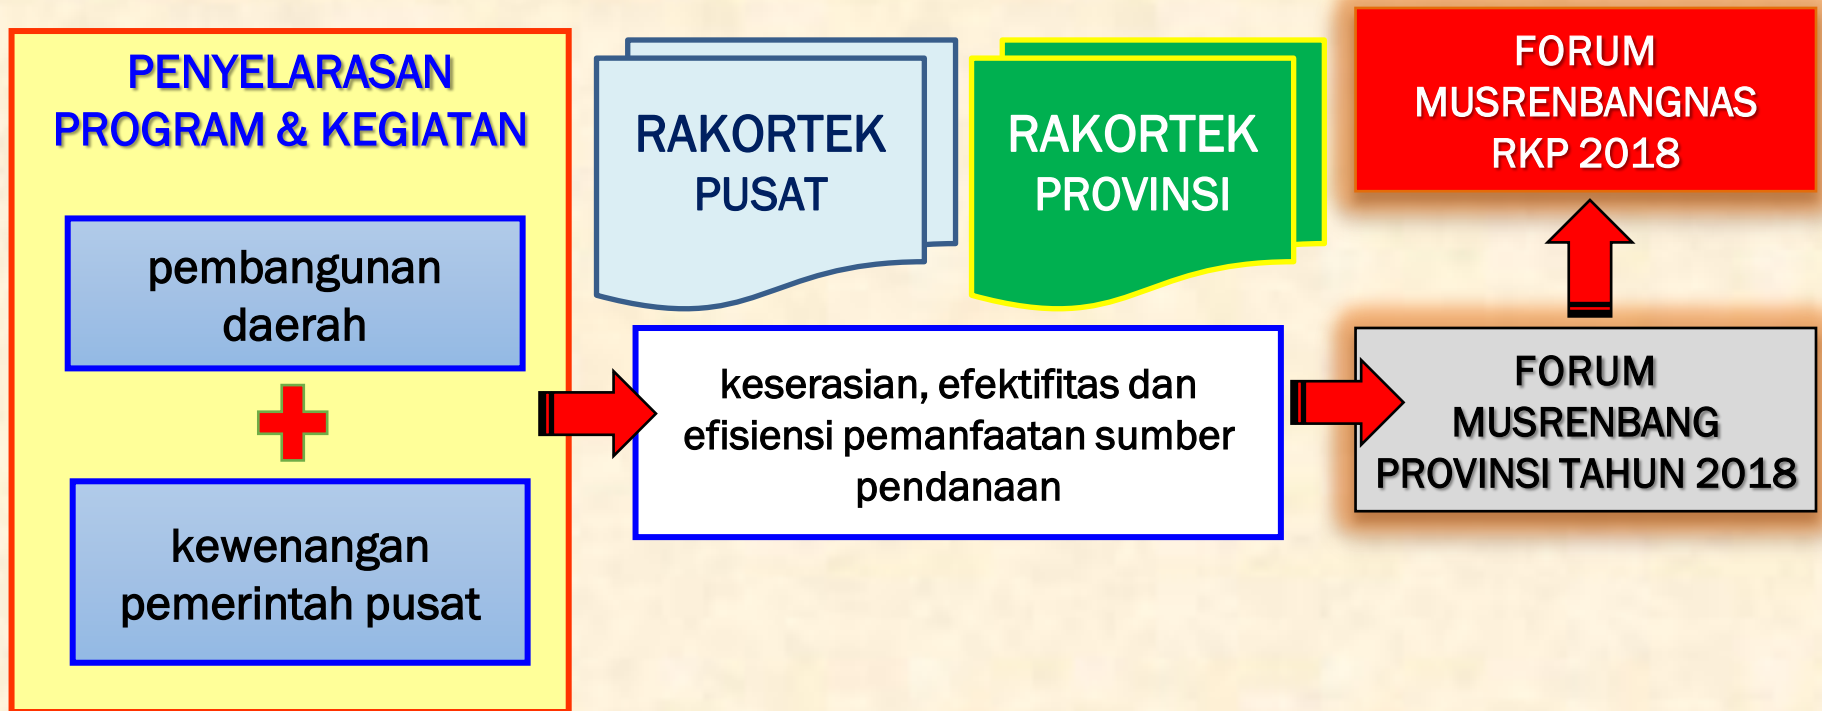 PENYELARASAN
PROGRAM & KEGIATAN
pembangunan
daerah
kewenangan
pemerintah pusat
RAKORTEK
PUSAT
RAKORTEK
PROVINSI
keserasian, efektifitas dan
efisiensi pemanfaatan sumber
pendanaan
FORUM
MUSRENBANGNAS
RKP 2018
FORUM
MUSRENBANG
PROVINSI TAHUN 2018